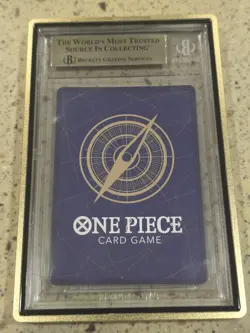 THE WORLD'S MOST TRUSTED
SOURCE IN COLLECTING
BECKETT GRADING SERVICES
ONE PIECE
CARD GAME